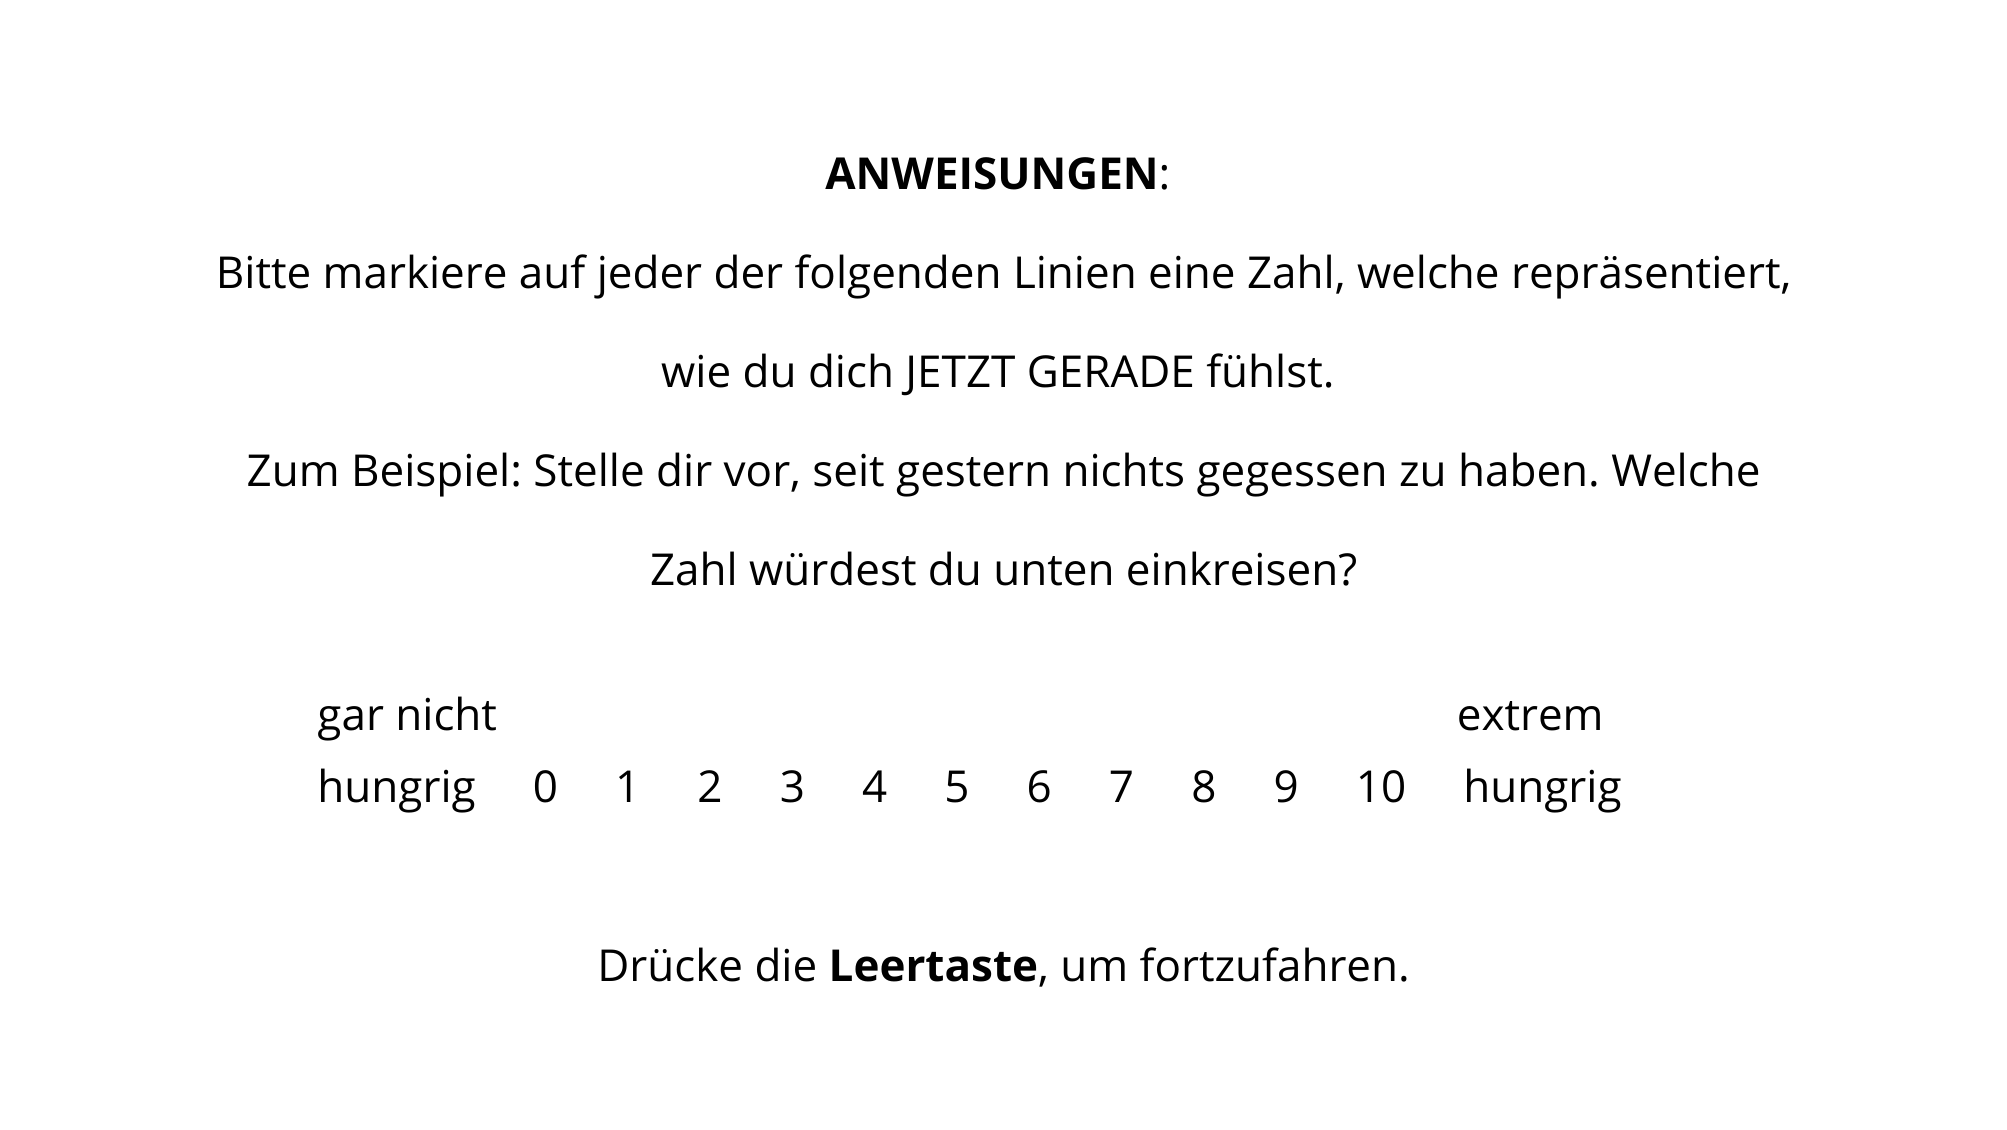 ANWEISUNGEN:
Bitte markiere auf jeder der folgenden Linien eine Zahl, welche repräsentiert,
wie du dich JETZT GERADE fühlst.
Zum Beispiel: Stelle dir vor, seit gestern nichts gegessen zu haben. Welche
Zahl würdest du unten einkreisen?
gar nicht extrem
hungrig 0 1 2 3 4 5 6 7 8 9 10 hungrig
Drücke die Leertaste, um fortzufahren.